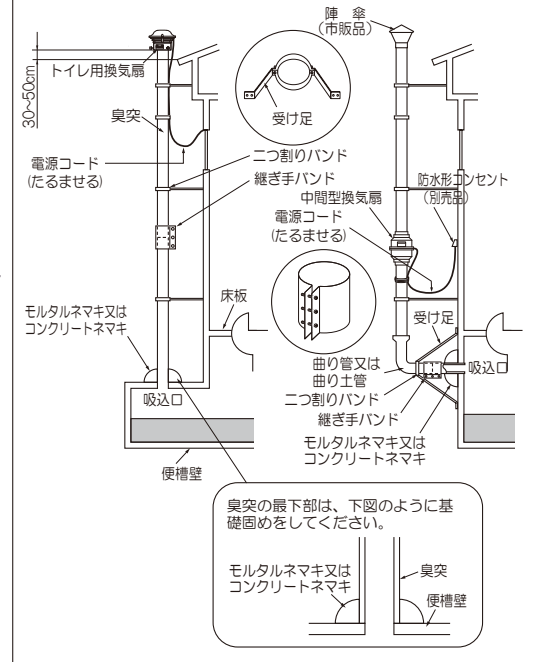 陣 傘
(市販品)
トイレ用換気扇
30~50cm
臭突
受け足
電源コード
(たるませる)
二つ割りバンド
継ぎ手バンド
中間型換気扇
防水形コンセント
(別売品)
電源コード
(たるませる)
モルタルネマキ又は
コンクリートネマキ
床板
吸込口
便槽壁
受け足
曲り管又は
曲り土管
吸込口
二つ割りバンド
継ぎ手バンド
モルタルネマキ又は
コンクリートネマキ
臭突の最下部は、下図のように基
礎固めをしてください。
モルタルネマキ又は
コンクリートネマキ
臭突
便槽壁